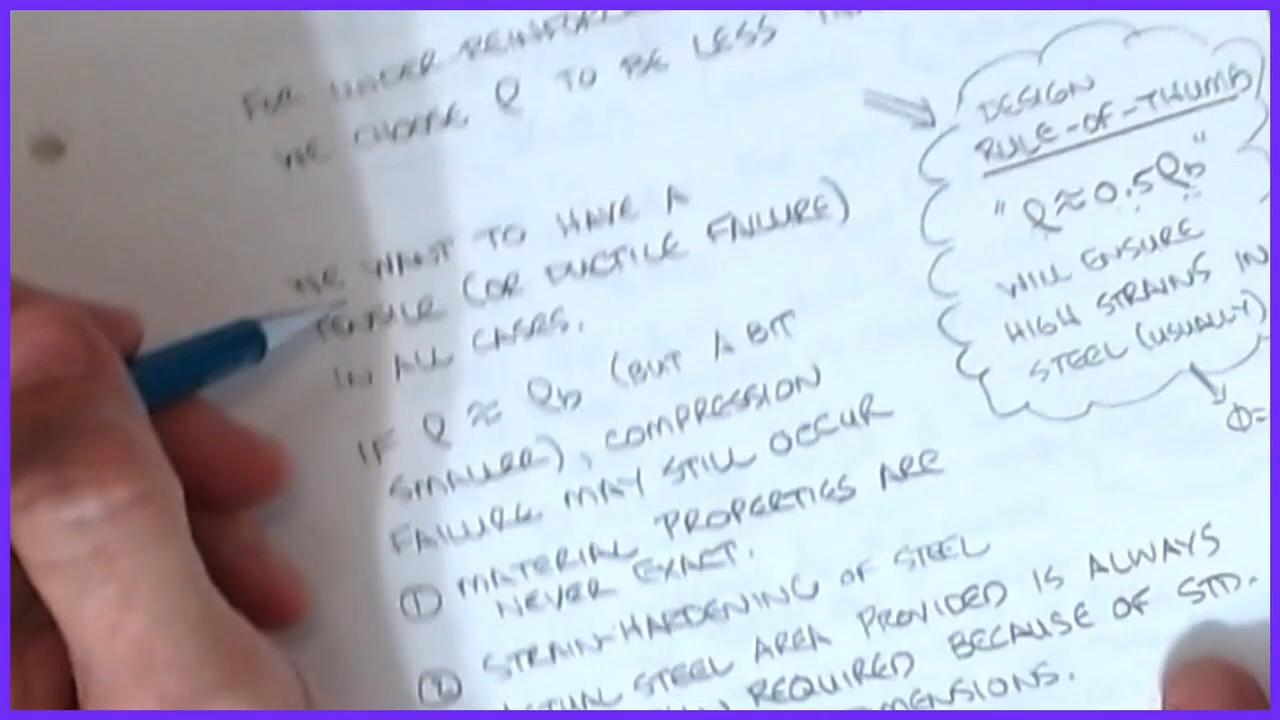 FOR UNDER REINFORCED
WE CHOOSE ρ TO BE LESS
WE WANT TO HAVE A
TENSILE (OR DUCTILE FAILURE)
IN ALL CASES.
IF ρ ≈ ρb (BUT A BIT
SMALLER), COMPRESSION
FAILURE MAY STILL OCCUR
① MATERIAL PROPERTIES ARE
NEVER EXACT.
② STRAIN-HARDENING OF STEEL
STEEL AREA PROVIDED IS ALWAYS
REQUIRED BECAUSE OF STD.
DESIGN
RULE-OF-THUMB
"ρ ≈ 0.5ρb"
WILL ENSURE
HIGH STRAINS IN
STEEL (USUALLY)
Φ=